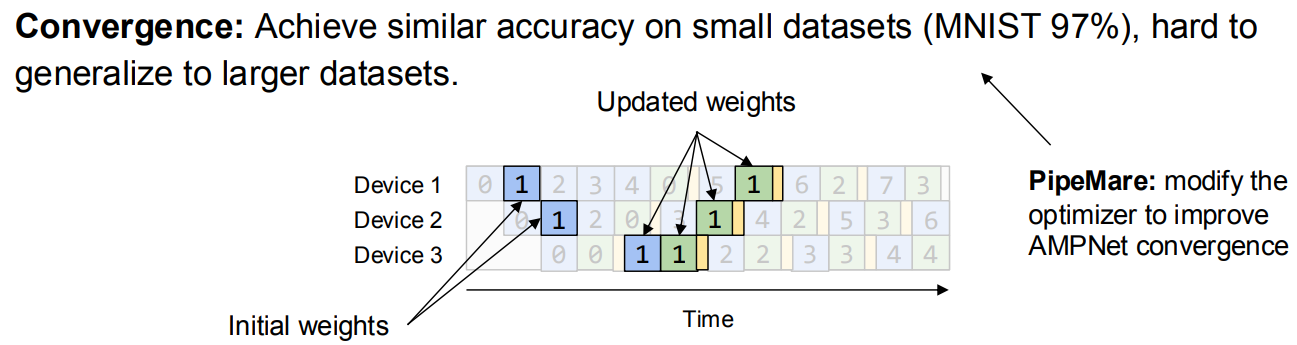 Convergence: Achieve similar accuracy on small datasets (MNIST 97%), hard to
generalize to larger datasets.
Updated weights
Device 1 0 1 2 3 4 0 5 1 6 2 7 3
Device 2 0 1 2 0 3 1 4 2 5 3 6
Device 3 0 0 1 1 2 2 3 3 4 4
PipeMare: modify the
optimizer to improve
AMPNet convergence
Initial weights
Time